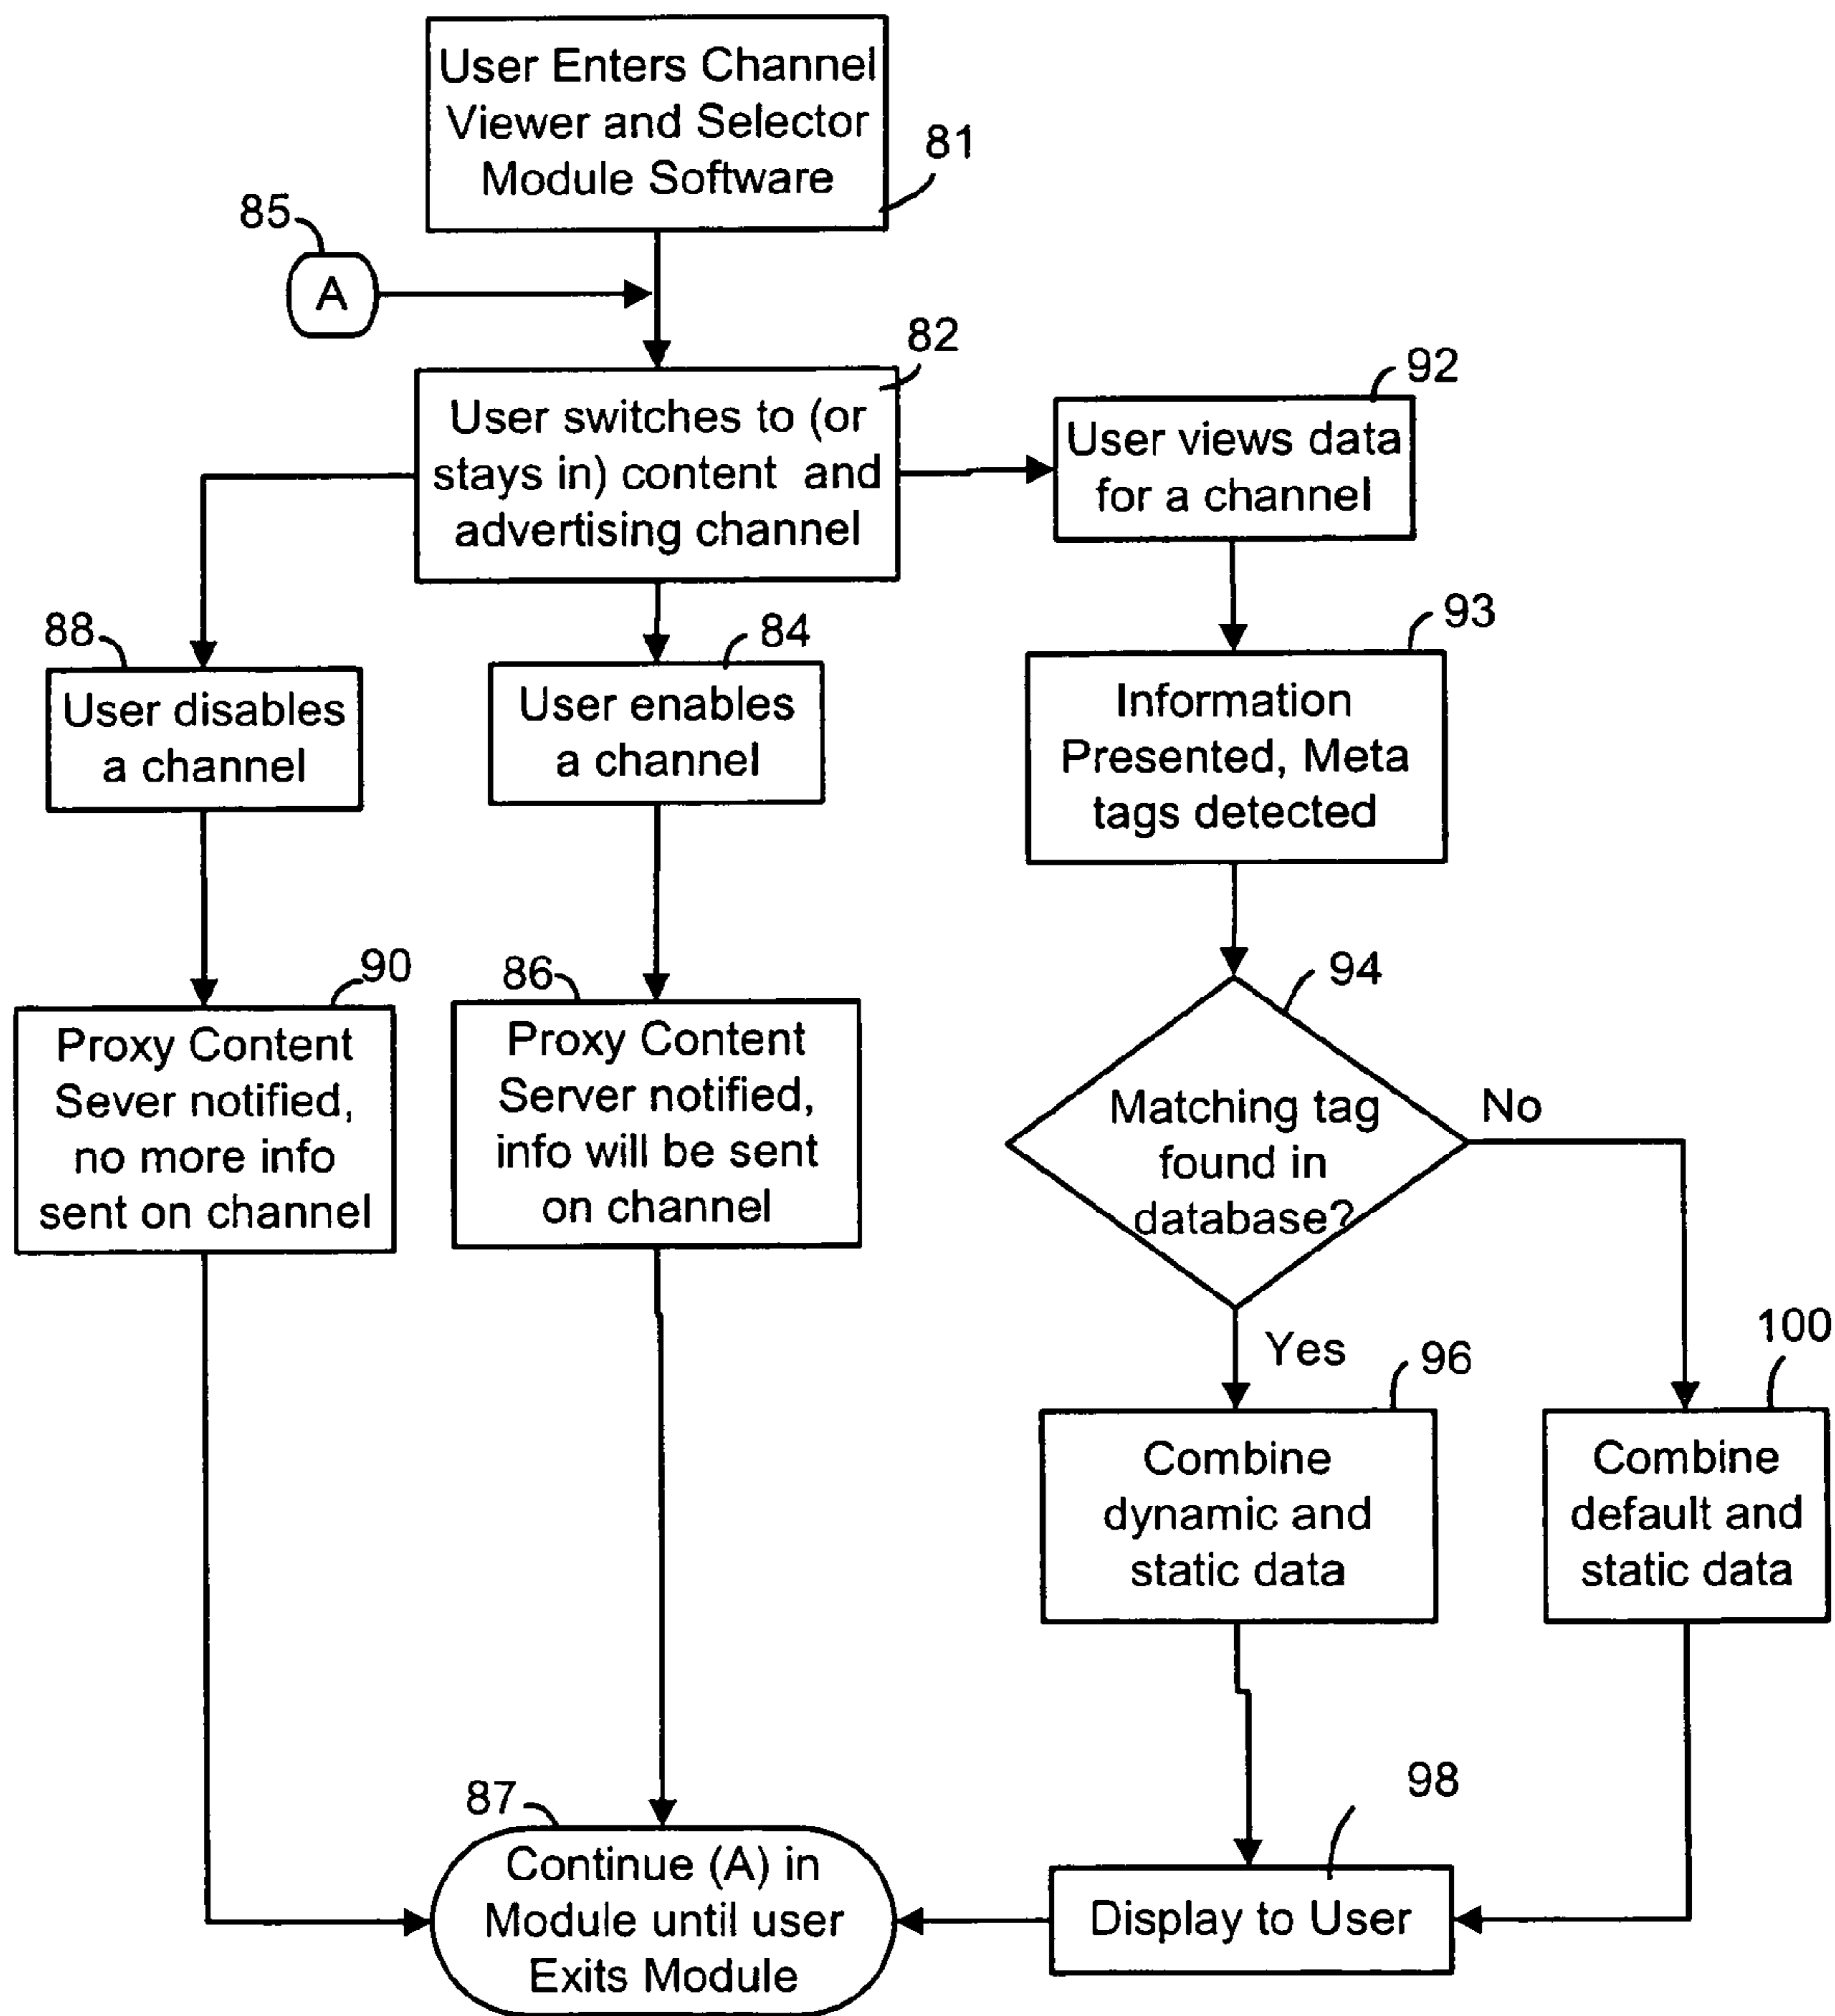 User Enters Channel
Viewer and Selector
Module Software
81
85
A
82
User switches to (or
stays in) content and
advertising channel
92
User views data
for a channel
88
User disables
a channel
84
User enables
a channel
93
Information
Presented, Meta
tags detected
90
Proxy Content
Sever notified,
no more info
sent on channel
86
Proxy Content
Server notified,
info will be sent
on channel
94
Matching tag
found in
database?
No
Yes
96
Combine
dynamic and
static data
100
Combine
default and
static data
87
Continue (A) in
Module until user
Exits Module
98
Display to User